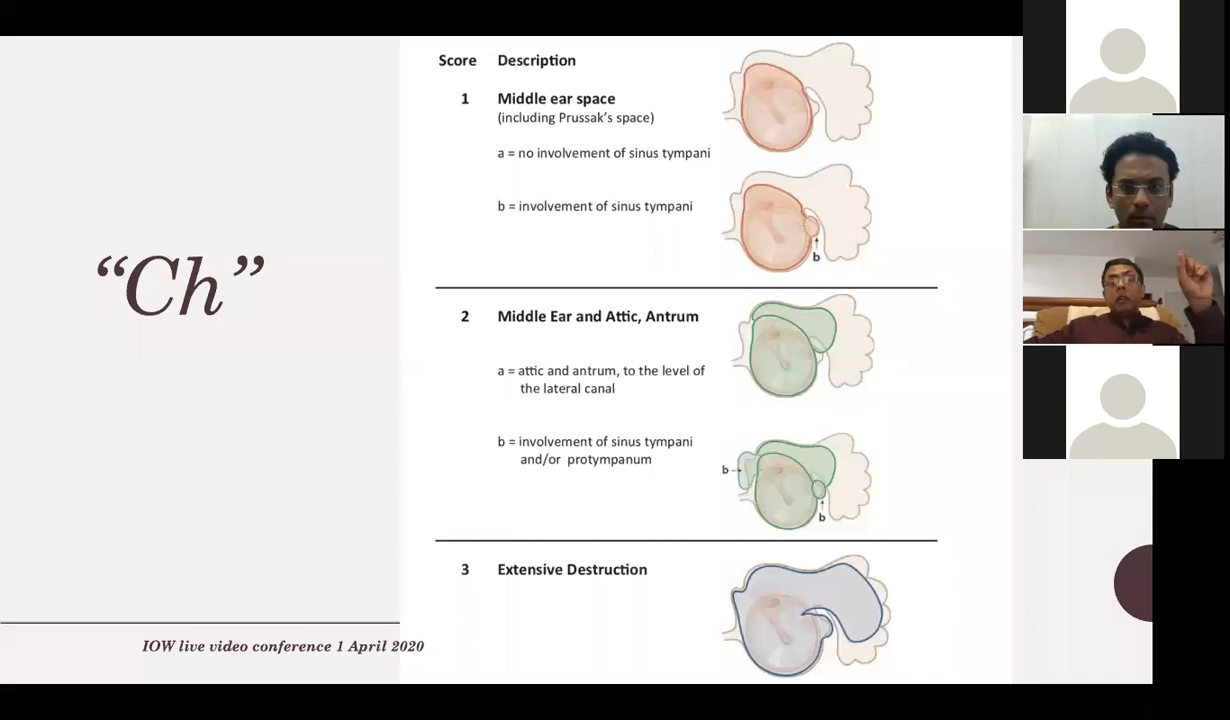 “Ch”
IOW live video conference 1 April 2020
Score Description
1 Middle ear space
(including Prussak’s space)
a = no involvement of sinus tympani
b = involvement of sinus tympani
b
2 Middle Ear and Attic, Antrum
a = attic and antrum, to the level of
the lateral canal
b = involvement of sinus tympani
and/or protympanum
b
b
3 Extensive Destruction